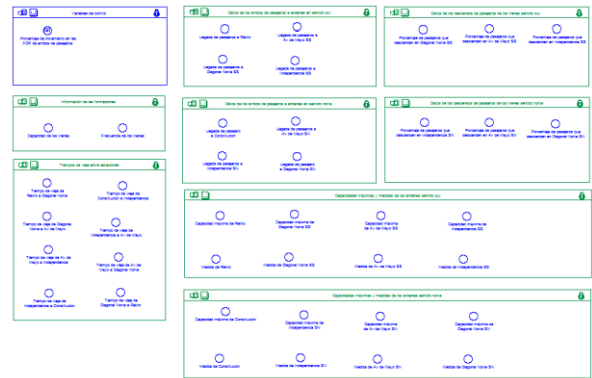 Variables de control
Porcentaje de incremento en las
FDP de arribos de pasajeros
Información de las formaciones
Capacidad de los trenes
Frecuencia de los trenes
Tiempos de viaje entre estaciones
Tiempo de viaje de
Retiro a Diagonal Norte
Tiempo de viaje de
Constitución a Independencia
Tiempo de viaje de Diagonal
Norte a Av. de Mayo
Tiempo de viaje de
Independencia a Av. de Mayo
Tiempo de viaje de Av. de
Mayo a Independencia
Tiempo de viaje de Av. de
Mayo a Diagonal Norte
Tiempo de viaje de
Independencia a Constitución
Tiempo de viaje de
Diagonal Norte a Retiro
Datos de los arribos de pasajeros a andenes en sentido sur
Llegada de pasajeros a Retiro
Llegada de pasajeros a
Av. de Mayo SS
Llegada de pasajeros a
Diagonal Norte SS
Llegada de pasajeros a
Independencia SS
Datos de los arribos de pasajeros a andenes en sentido norte
Llegada de pasajero
a Constitución
Llegada de pasajeros a
Av. de Mayo SN
Llegada de pasajeros a
Independencia SN
Llegada de pasajero
a Diagonal Norte SN
Datos de los descensos de pasajeros de los trenes sentido sur
Porcentaje de pasajeros que
descienden en Diagonal Norte SS
Porcentaje de pasajeros que
descienden en Av. de Mayo SS
Porcentaje de pasajeros que
descienden en Independencia SS
Datos de los descensos de pasajeros de los trenes sentido norte
Porcentaje de pasajeros que
descienden en Independencia SN
Porcentaje de pasajeros que
descienden en Av. de Mayo SN
Porcentaje de pasajeros que
descienden en Diagonal Norte SN
Capacidades máximas y medidas de los andenes sentido sur
Capacidad máxima de Retiro
Capacidad máxima de
Diagonal Norte SS
Capacidad máxima
de Av. de Mayo SS
Capacidad máxima de
Independencia SS
Medida de Retiro
Medida de Diagonal Norte SS
Medida de Av. de Mayo SS
Medida de Independencia SS
Capacidades máximas y medidas de los andenes sentido norte
Capacidad máxima de Constitución
Capacidad máxima de
Independencia SN
Capacidad máxima
de Av. de Mayo SN
Capacidad máxima de
Diagonal Norte SN
Medida de Constitución
Medida de Independencia SN
Medida de Av. de Mayo SN
Medida de Diagonal Norte SN